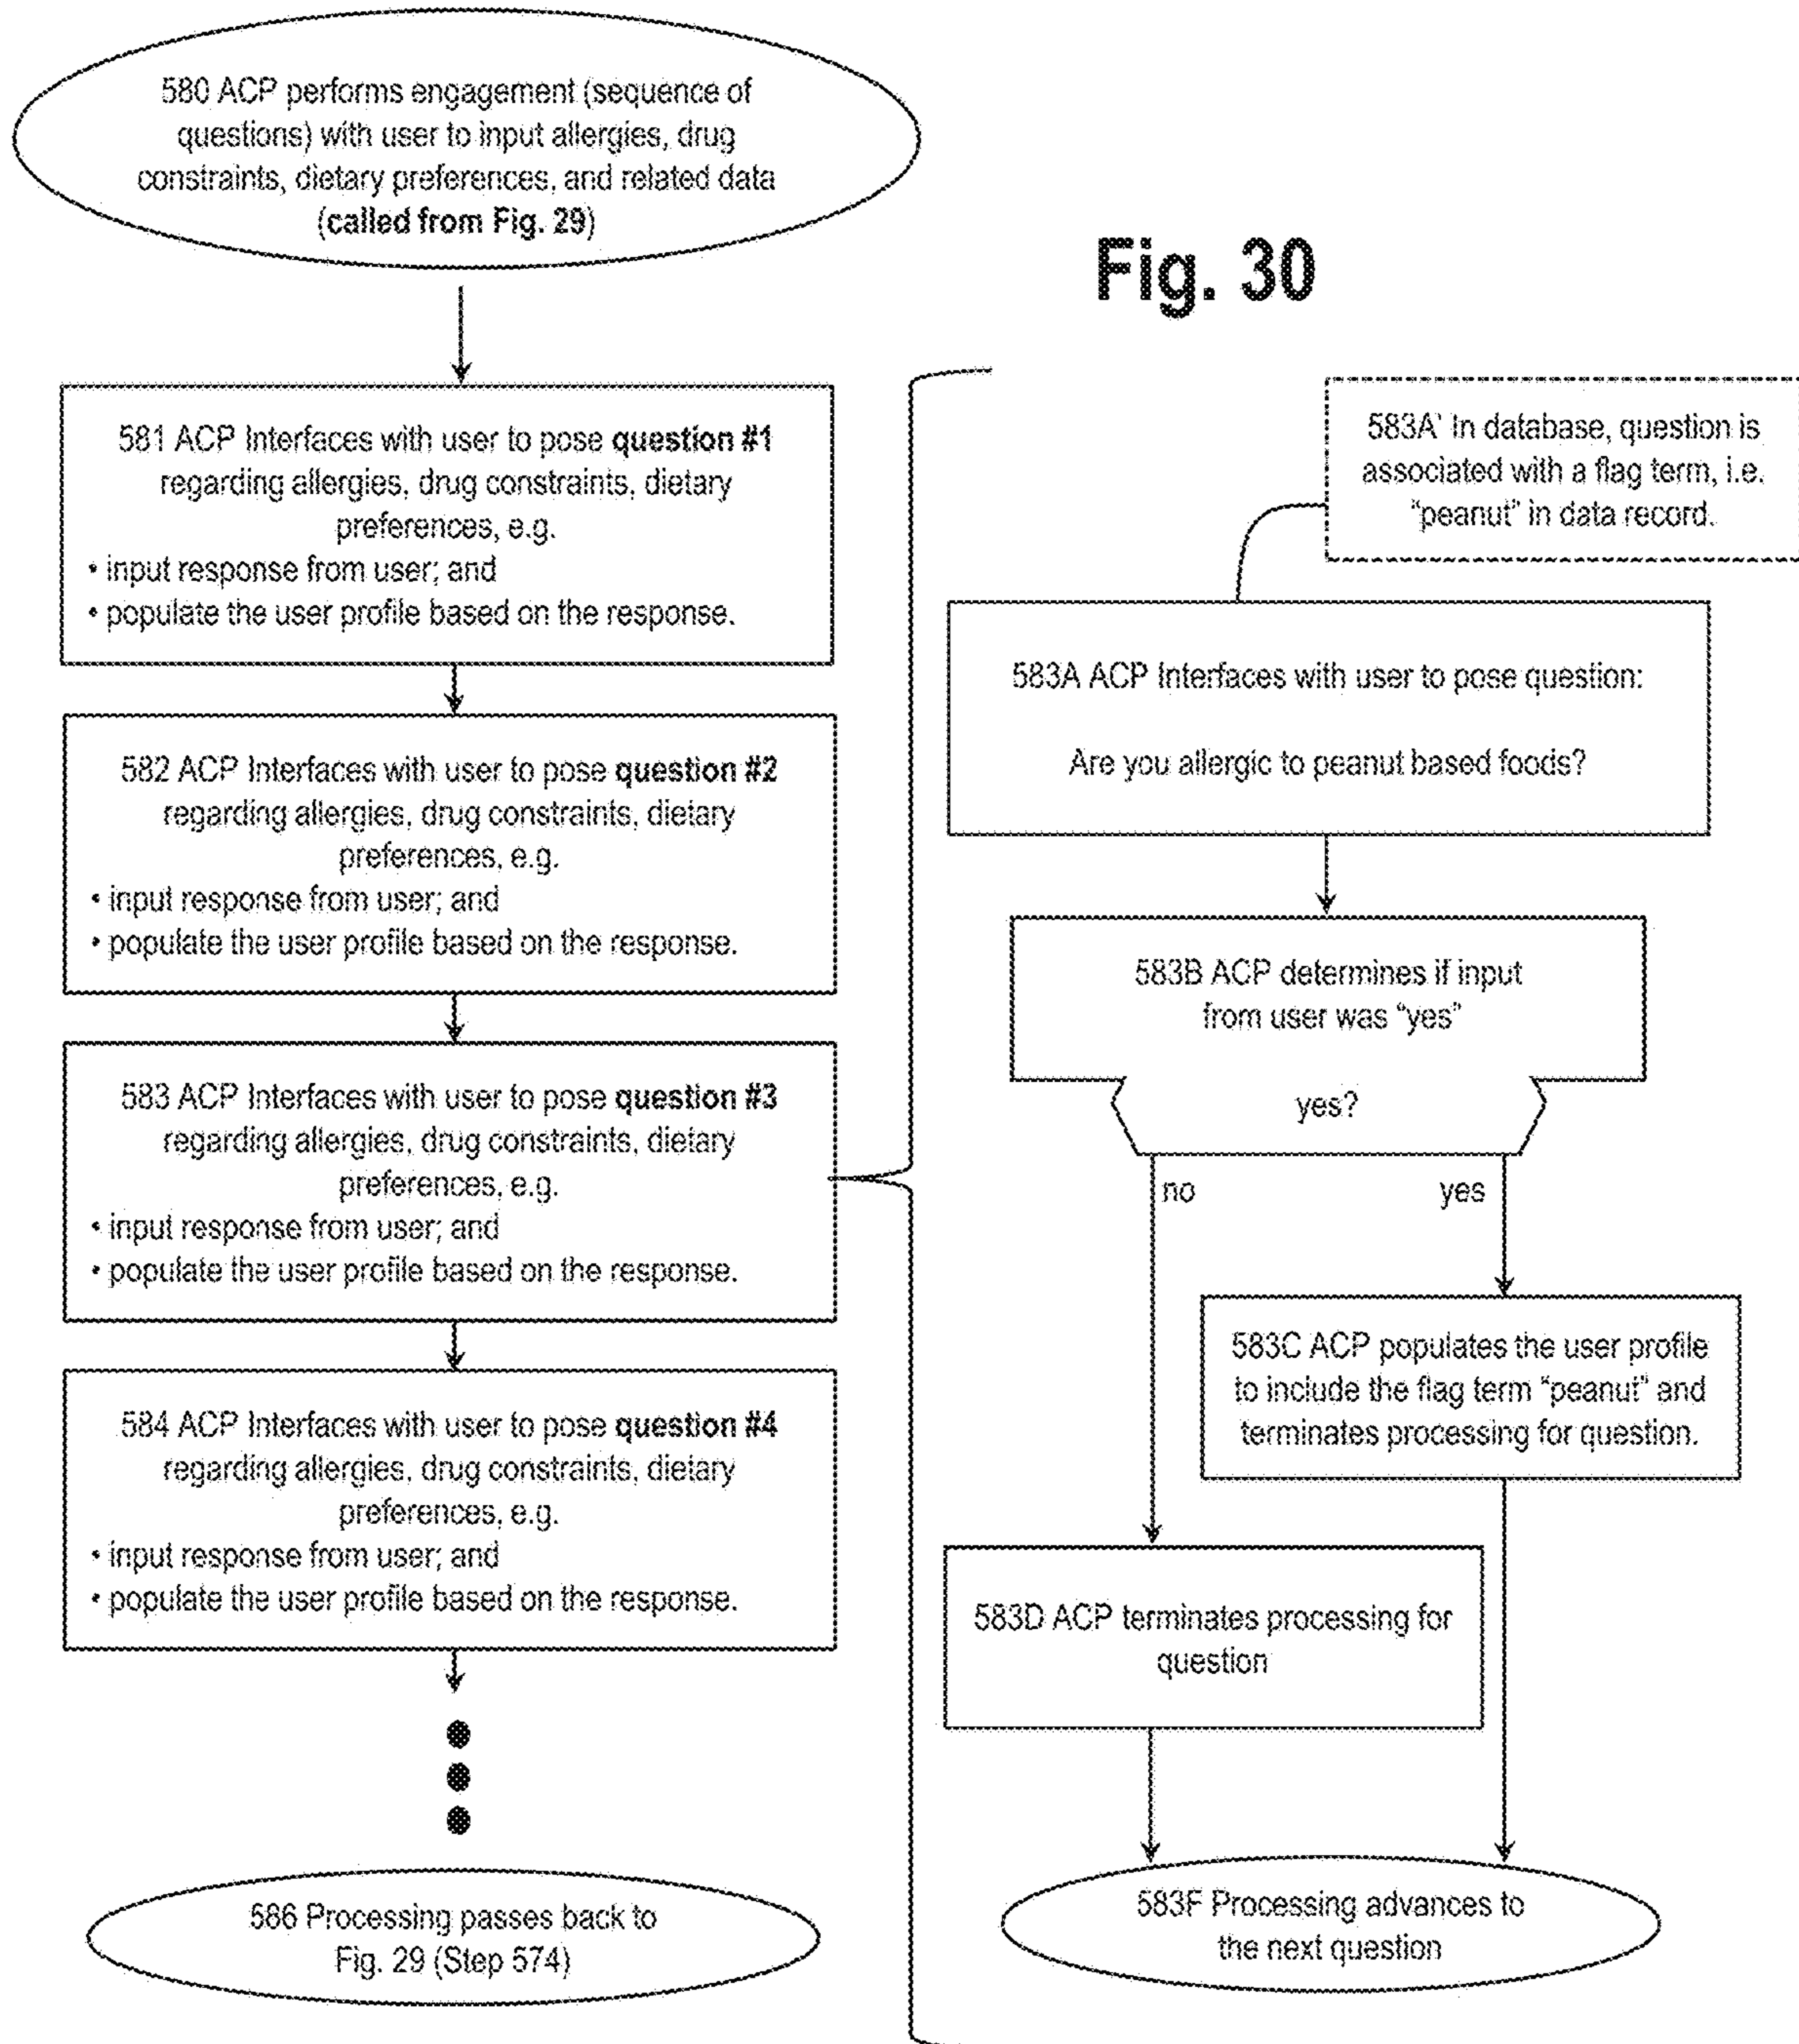 580 ACP performs engagement (sequence of
questions) with user to input allergies, drug
constraints, dietary preferences, and related data
(called from Fig. 29)
Fig. 30
581 ACP Interfaces with user to pose question #1
regarding allergies, drug constraints, dietary
preferences, e.g.
• input response from user; and
• populate the user profile based on the response.
582 ACP Interfaces with user to pose question #2
regarding allergies, drug constraints, dietary
preferences, e.g.
• input response from user; and
• populate the user profile based on the response.
583 ACP Interfaces with user to pose question #3
regarding allergies, drug constraints, dietary
preferences, e.g.
• input response from user; and
• populate the user profile based on the response.
584 ACP Interfaces with user to pose question #4
regarding allergies, drug constraints, dietary
preferences, e.g.
• input response from user; and
• populate the user profile based on the response.
586 Processing passes back to
Fig. 29 (Step 574)
583A' In database, question is
associated with a flag term, i.e.
“peanut” in data record.
583A ACP Interfaces with user to pose question:
Are you allergic to peanut based foods?
583B ACP determines if input
from user was “yes”
yes?
no
yes
583C ACP populates the user profile
to include the flag term “peanut” and
terminates processing for question.
583D ACP terminates processing for
question
583F Processing advances to
the next question